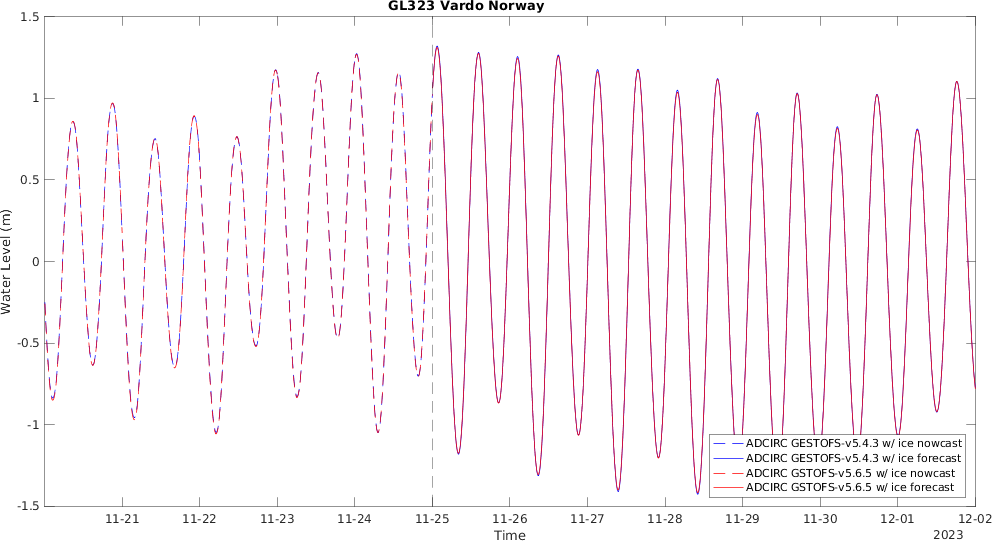 GL323 Vardo Norway
1.5
1
0.5
0
-0.5
-1
-1.5
Water Level (m)
ADCIRC GESTOFS-v5.4.3 w/ ice nowcast
ADCIRC GESTOFS-v5.4.3 w/ ice forecast
ADCIRC GSTOFS-v5.6.5 w/ ice nowcast
ADCIRC GSTOFS-v5.6.5 w/ ice forecast
11-21 11-22 11-23 11-24 11-25 11-26 11-27 11-28 11-29 11-30 12-01 12-02
Time
2023